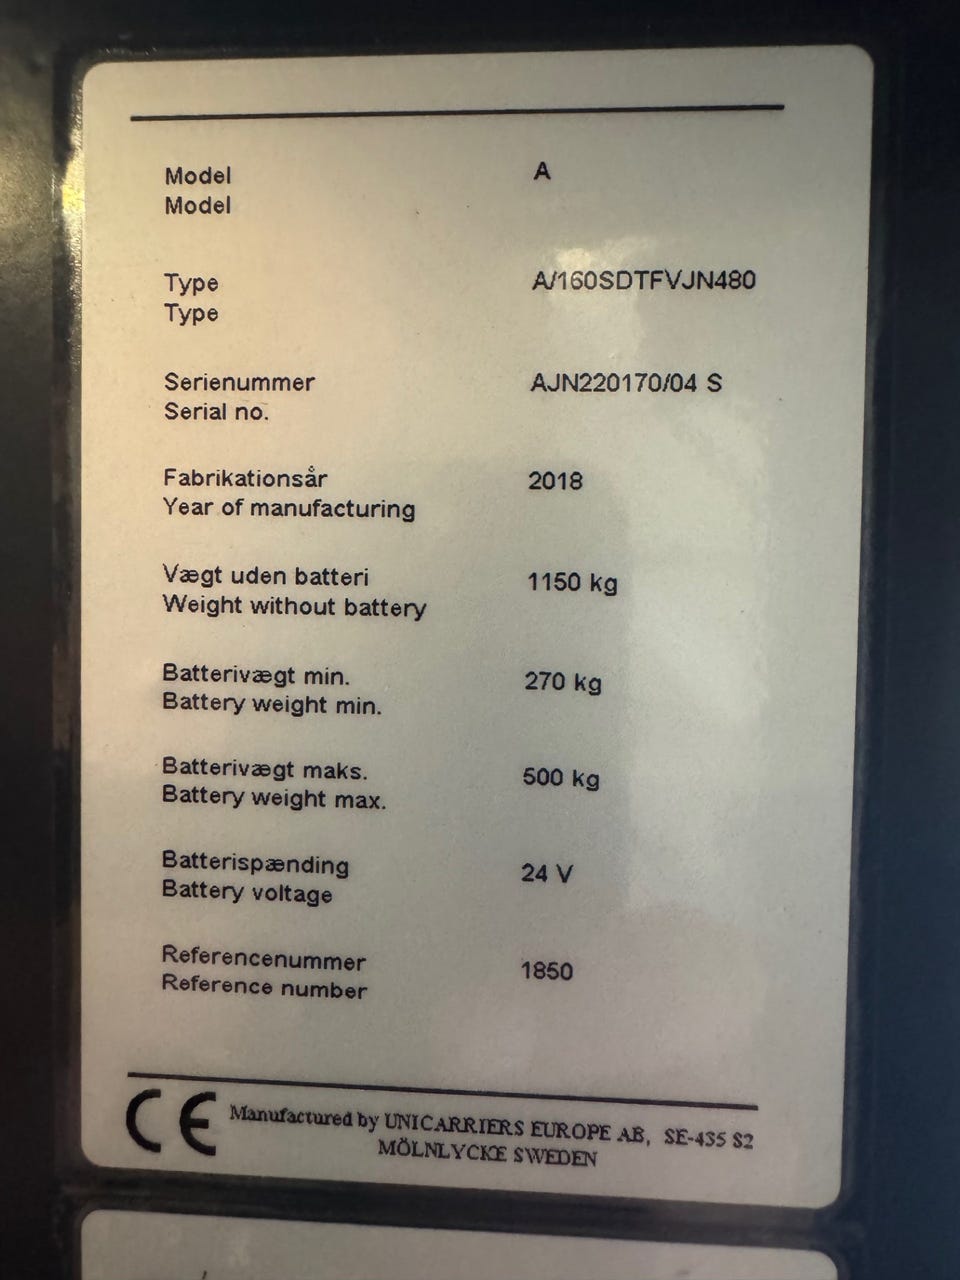 Model A
Model
Type A/160SDTFVJN480
Type
Serienummer AJN220170/04 S
Serial no.
Fabrikationsår 2018
Year of manufacturing
Vægt uden batteri 1150 kg
Weight without battery
Batterivægt min. 270 kg
Battery weight min.
Batterivægt maks. 500 kg
Battery weight max.
Batterispænding 24 V
Battery voltage
Referencenummer 1850
Reference number
CE Manufactured by UNICARRIERS EUROPE AB, SE-435 82
MÖLNLYCKE SWEDEN